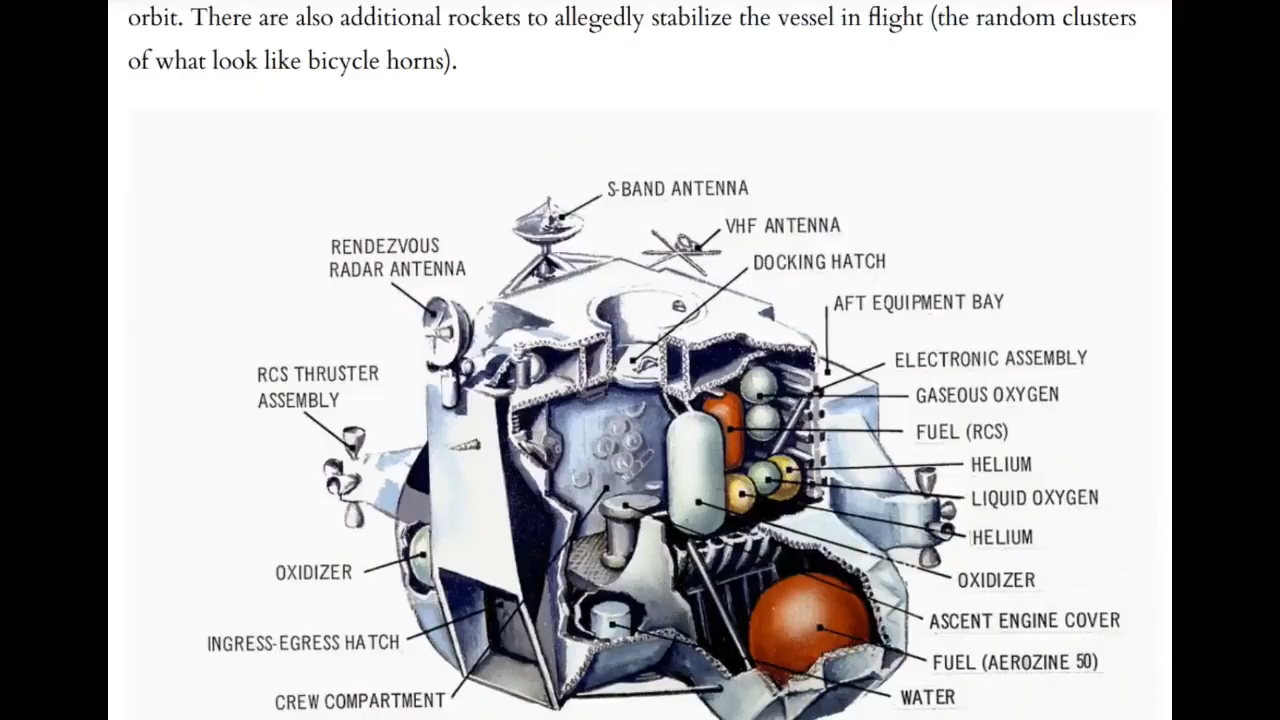 orbit. There are also additional rockets to allegedly stabilize the vessel in flight (the random clusters
of what look like bicycle horns).
S-BAND ANTENNA
VHF ANTENNA
RENDEZVOUS
RADAR ANTENNA
DOCKING HATCH
AFT EQUIPMENT BAY
ELECTRONIC ASSEMBLY
RCS THRUSTER
ASSEMBLY
GASEOUS OXYGEN
FUEL (RCS)
HELIUM
LIQUID OXYGEN
HELIUM
OXIDIZER
OXIDIZER
ASCENT ENGINE COVER
INGRESS-EGRESS HATCH
FUEL (AEROZINE 50)
CREW COMPARTMENT
WATER